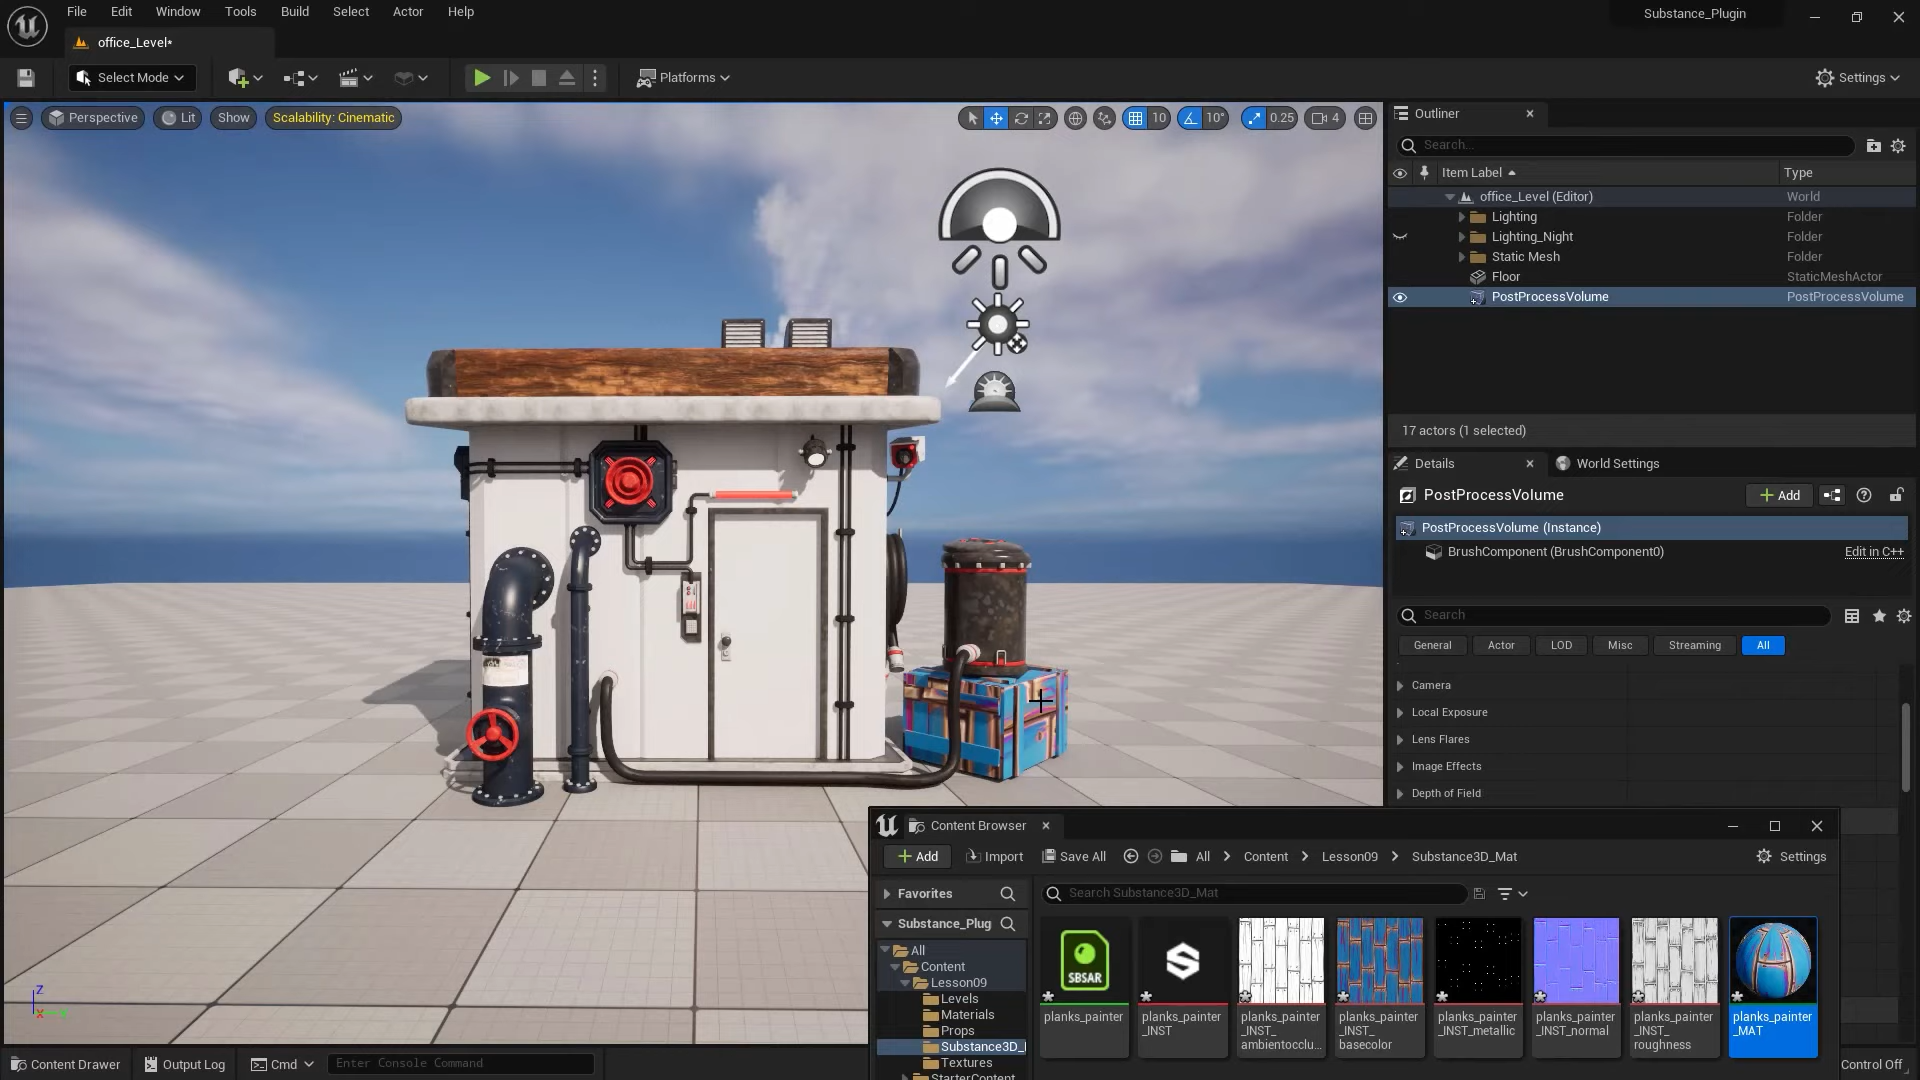 File Edit Window Tools Build Select Actor Help
Substance_Plugin
office_Level*
Select Mode
Platforms
Settings
Perspective
Lit
Show
Scalability: Cinematic
10
10°
0.25
4
Outliner
Search...
Item Label
Type
office_Level (Editor)
World
Lighting
Folder
Lighting_Night
Folder
Static Mesh
Folder
Floor
StaticMeshActor
PostProcessVolume
PostProcessVolume
17 actors (1 selected)
Details
World Settings
PostProcessVolume
Add
PostProcessVolume (Instance)
BrushComponent (BrushComponent0)
Edit in C++
Search
General
Actor
LOD
Misc
Streaming
All
Camera
Local Exposure
Lens Flares
Image Effects
Depth of Field
Content Browser
Add
Import
Save All
All
Content
Lesson09
Substance3D_Mat
Settings
Favorites
Search Substance3D_Mat
Substance_Plug
All
Content
Lesson09
Levels
Materials
Props
Substance3D_
Textures
StarterContent
SBSAR
planks_painter
planks_painter
_INST
planks_painter
_INST_
ambientocclu...
planks_painter
_INST_
basecolor
planks_painter
_INST_metallic
planks_painter
_INST_normal
planks_painter
_INST_
roughness
planks_painter
_MAT
Z
X
Content Drawer
Output Log
Cmd
Enter Console Command
Control Off